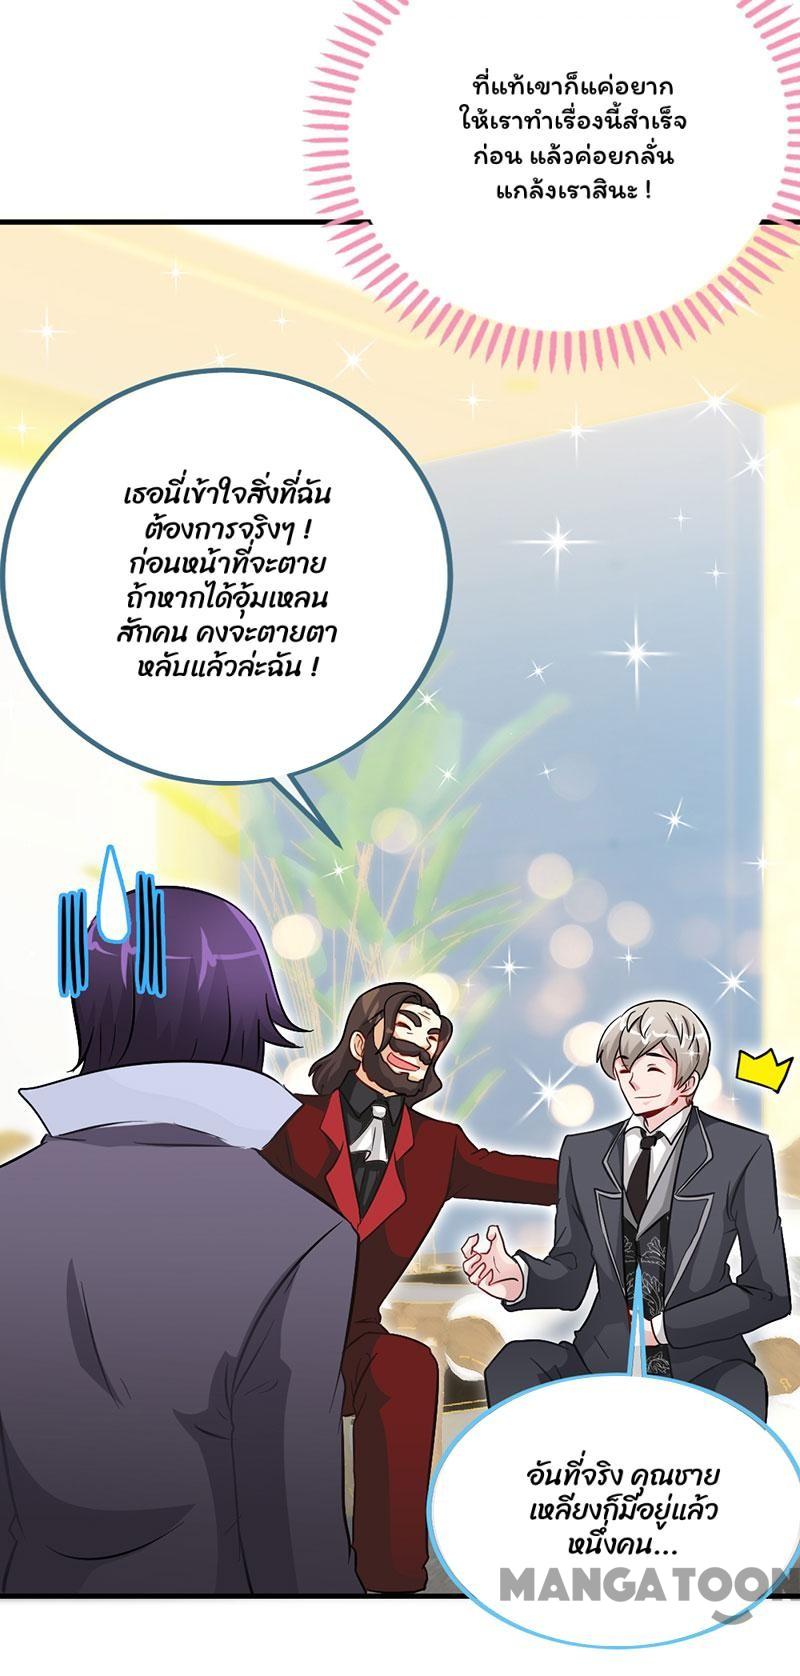 ที่แท้เขาก็แค่อยาก
ให้เราทำเรื่องนี้สำเร็จ
ก่อน แล้วค่อยกลั่น
แกล้งเราสินะ !
เธอนี่เข้าใจสิ่งที่ฉัน
ต้องการจริงๆ !
ก่อนหน้าที่จะตาย
ถ้าหากได้อุ้มเหลน
สักคน คงจะตายตา
หลับแล้วล่ะฉัน !
อันที่จริง คุณชาย
เหลียงก็มีอยู่แล้ว
หนึ่งคน...
MANGATOON